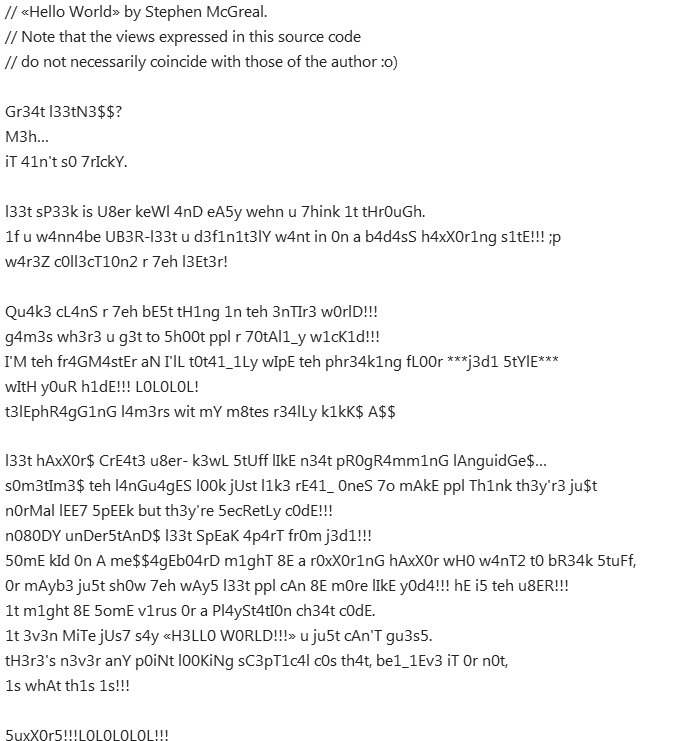 // «Hello World» by Stephen McGreal.
// Note that the views expressed in this source code
// do not necessarily coincide with those of the author :o)

Gr34t l33tN3$$?
M3h...
iT 41n't s0 7rIckY.

l33t sP33k is U8er keWl 4nD eA5y wehn u 7hink 1t tHr0uGh.
1f u w4nn4be UB3R-l33t u d3f1n1t3lY w4nt in 0n a b4d4sS h4xX0r1ng s1tE!!! ;p
w4r3Z c0ll3cT10n2 r 7eh l3Et3r!

Qu4k3 cL4nS r 7eh bE5t tH1ng 1n teh 3nTIr3 w0rlD!!!
g4m3s wh3r3 u g3t to 5h00t ppl r 70tAl1_y w1cK1d!!!
I'M teh fr4GM4stEr aN I'lL t0t41_1Ly wIpE teh phr34k1ng fL00r ***j3d1 5tYlE***
wItH y0uR h1dE!!! L0L0L0L!
t3lEphR4gG1nG l4m3rs wit mY m8tes r34lLy k1kK$ A$$

l33t hAxX0r$ CrE4t3 u8er- k3wL 5tUff lIkE n34t pR0gR4mm1nG lAnguidGe$...
s0m3tIm3$ teh l4nGu4gES l00k jUst l1k3 rE41_ 0neS 7o mAkE ppl Th1nk th3y'r3 ju$t
n0rMal lEE7 5pEEk but th3y're 5ecRetLy c0dE!!!
n080DY unDer5tAnD$ l33t SpEaK 4p4rT fr0m j3d1!!!
50mE kId 0n A me$$4gEb04rD m1ghT 8E a r0xX0r1nG hAxX0r wH0 w4nT2 t0 bR34k 5tuFf,
0r mAyb3 ju5t sh0w 7eh wAy5 l33t ppl cAn 8E m0re lIkE y0d4!!! hE i5 teh u8ER!!!
1t m1ght 8E 5omE v1rus 0r a Pl4ySt4tI0n ch34t c0dE.
1t 3v3n MiTe jUs7 s4y «H3LL0 W0RLD!!!» u ju5t cAn'T gu3s5.
tH3r3's n3v3r anY p0iNt l00KiNg sC3pT1c4l c0s th4t, be1_1Ev3 iT 0r n0t,
1s whAt th1s 1s!!!

5uxX0r5!!!L0L0L0L0L!!!